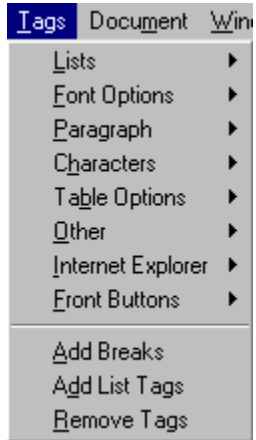 Tags Document
Lists
Font Options
Paragraph
Characters
Table Options
Other
Internet Explorer
Front Buttons
Add Breaks
Add List Tags
Remove Tags